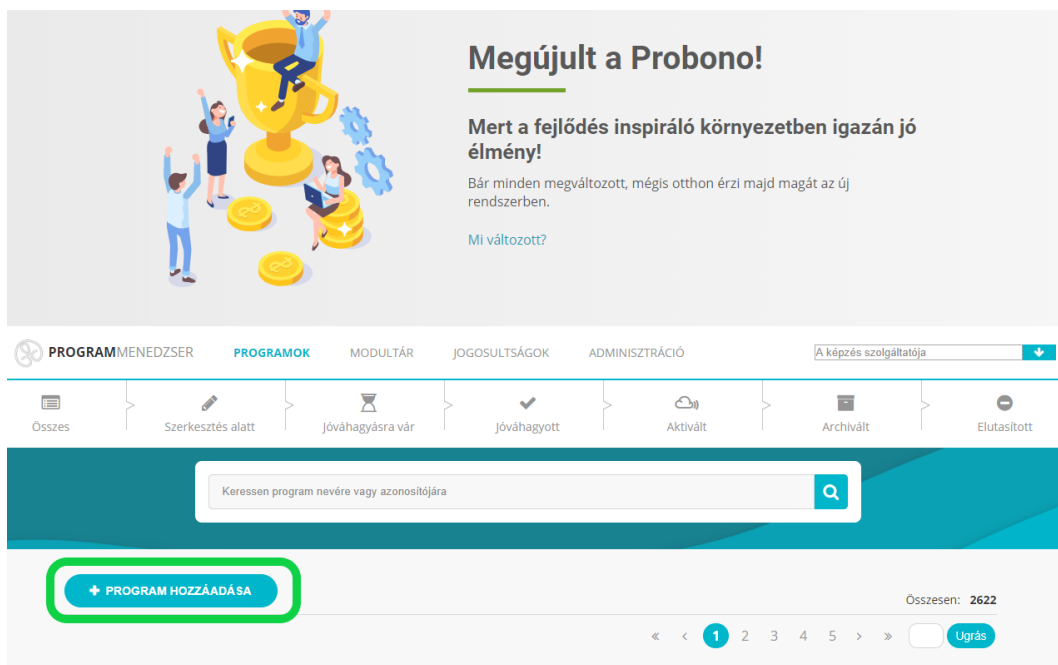 Megújult a Probono!
Mert a fejlődés inspiráló környezetben igazán jó
élmény!
Bár minden megváltozott, mégis otthon érzi majd magát az új
rendszerben.
Mi változott?
PROGRAMMENEDZSER PROGRAMOK MODULTÁR JOGOSULTSÁGOK ADMINISZTRÁCIÓ A képzés szolgáltatója
Összes Szerkesztés alatt Jóváhagyásra vár Jóváhagyott Aktivált Archivált Elutasított
Keressen program nevére vagy azonosítójára
+ PROGRAM HOZZÁADÁSA
Összesen: 2622
« < 1 2 3 4 5 > » Ugrás